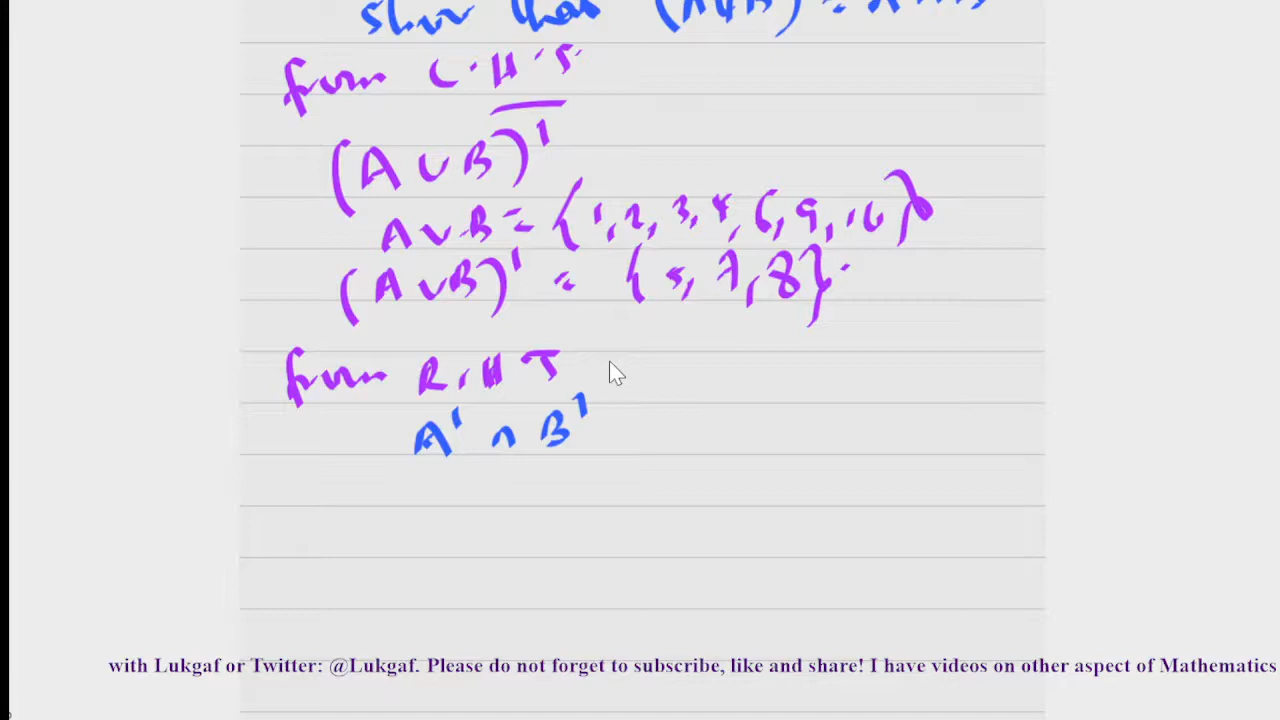 show that (A∪B)' = A'∩B'
from L.H.S.
(A ∪ B)'
A∪B = {1, 2, 3, 4, 6, 9, 16}
(A∪B)' = {5, 7, 8}.
from R.H.S
A' ∩ B'
with Lukgaf or Twitter: @Lukgaf. Please do not forget to subscribe, like and share! I have videos on other aspect of Mathematics